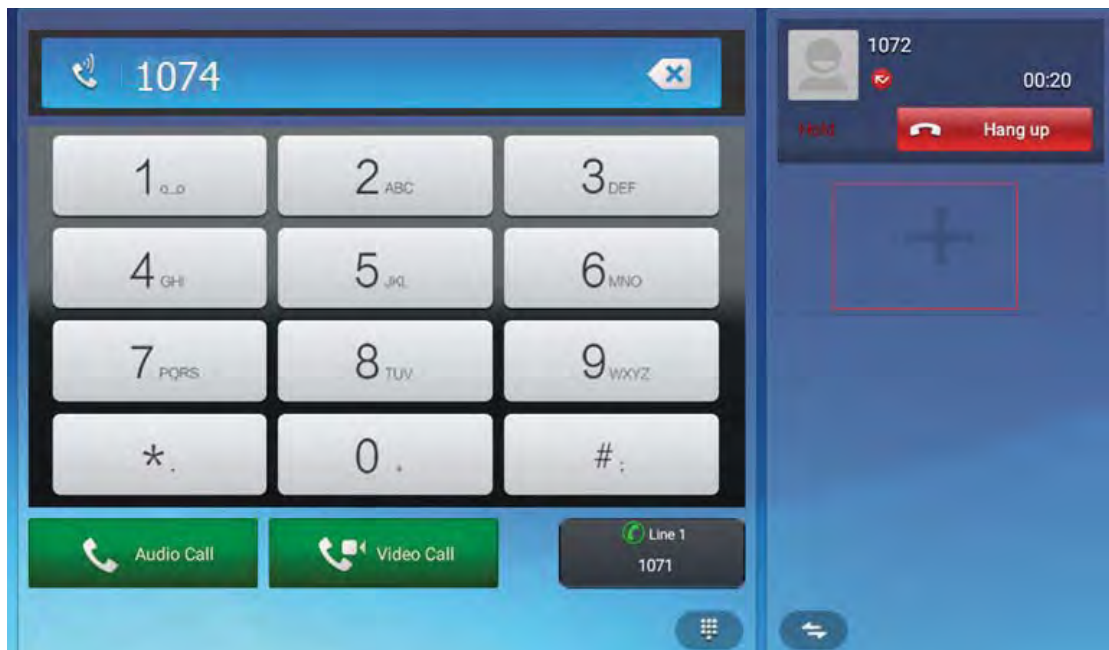 1074
1 2 ABC 3 DEF
4 GHI 5 JKL 6 MNO
7 PQRS 8 TUV 9 WXYZ
* . 0 + # ;
Audio Call Video Call Line 1
1071
1072
00:20
Hold Hang up